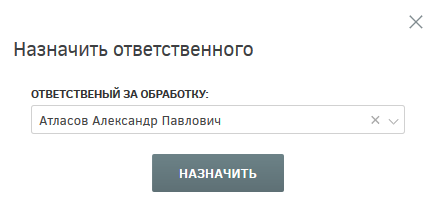 Назначить ответственного
ОТВЕТСТВЕНЫЙ ЗА ОБРАБОТКУ:
Атласов Александр Павлович
НАЗНАЧИТЬ